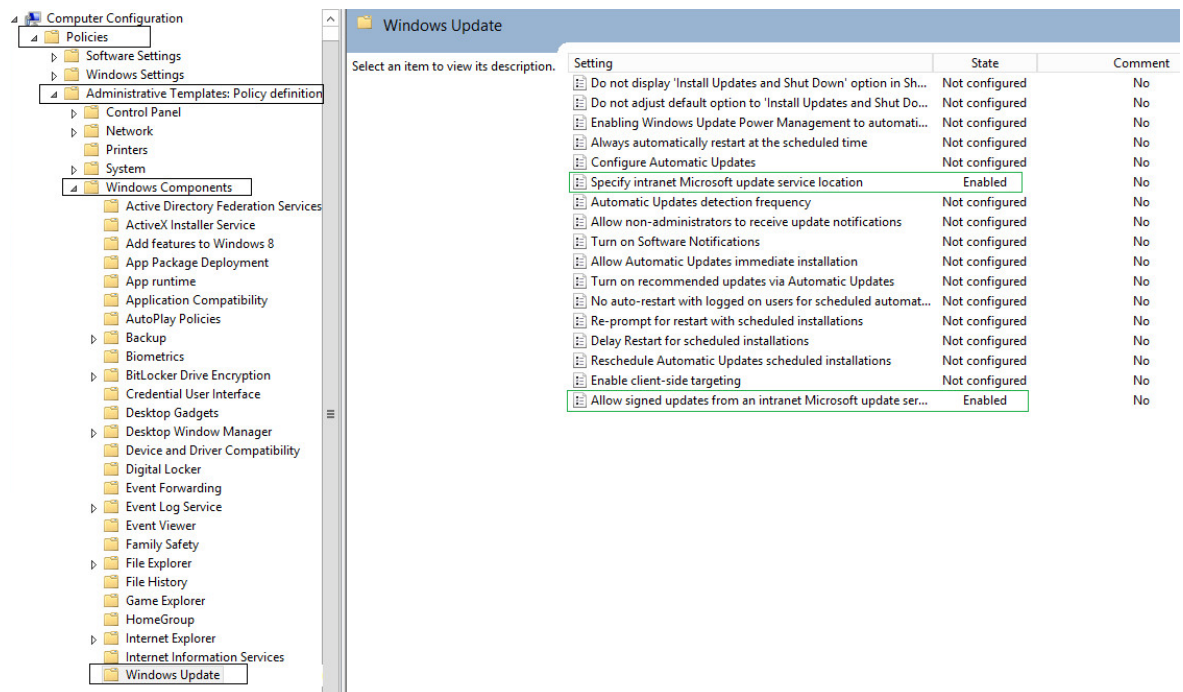 Computer Configuration
Policies
Software Settings
Windows Settings
Administrative Templates: Policy definition
Control Panel
Network
Printers
System
Windows Components
Active Directory Federation Services
ActiveX Installer Service
Add features to Windows 8
App Package Deployment
App runtime
Application Compatibility
AutoPlay Policies
Backup
Biometrics
BitLocker Drive Encryption
Credential User Interface
Desktop Gadgets
Desktop Window Manager
Device and Driver Compatibility
Digital Locker
Event Forwarding
Event Log Service
Event Viewer
Family Safety
File Explorer
File History
Game Explorer
HomeGroup
Internet Explorer
Internet Information Services
Windows Update
Windows Update
Select an item to view its description.
Setting State Comment
Do not display 'Install Updates and Shut Down' option in Sh... Not configured No
Do not adjust default option to 'Install Updates and Shut Do... Not configured No
Enabling Windows Update Power Management to automati... Not configured No
Always automatically restart at the scheduled time Not configured No
Configure Automatic Updates Not configured No
Specify intranet Microsoft update service location Enabled No
Automatic Updates detection frequency Not configured No
Allow non-administrators to receive update notifications Not configured No
Turn on Software Notifications Not configured No
Allow Automatic Updates immediate installation Not configured No
Turn on recommended updates via Automatic Updates Not configured No
No auto-restart with logged on users for scheduled automat... Not configured No
Re-prompt for restart with scheduled installations Not configured No
Delay Restart for scheduled installations Not configured No
Reschedule Automatic Updates scheduled installations Not configured No
Enable client-side targeting Not configured No
Allow signed updates from an intranet Microsoft update ser... Enabled No